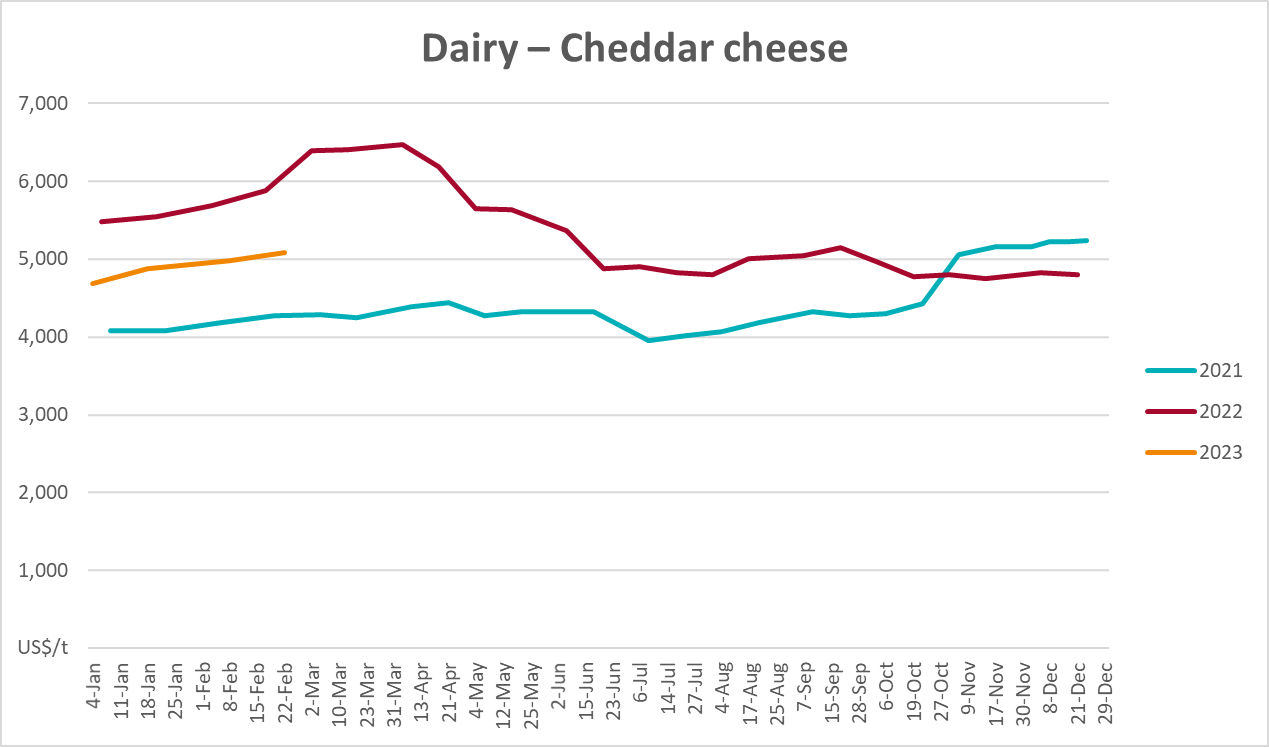 Dairy – Cheddar cheese
7,000
6,000
5,000
4,000
3,000
2,000
1,000
US$/t
4-Jan
11-Jan
18-Jan
25-Jan
1-Feb
8-Feb
15-Feb
22-Feb
2-Mar
10-Mar
23-Mar
31-Mar
13-Apr
21-Apr
4-May
12-May
25-May
2-Jun
15-Jun
23-Jun
6-Jul
14-Jul
27-Jul
4-Aug
17-Aug
25-Aug
7-Sep
15-Sep
28-Sep
6-Oct
19-Oct
27-Oct
9-Nov
17-Nov
30-Nov
8-Dec
21-Dec
29-Dec
2021
2022
2023